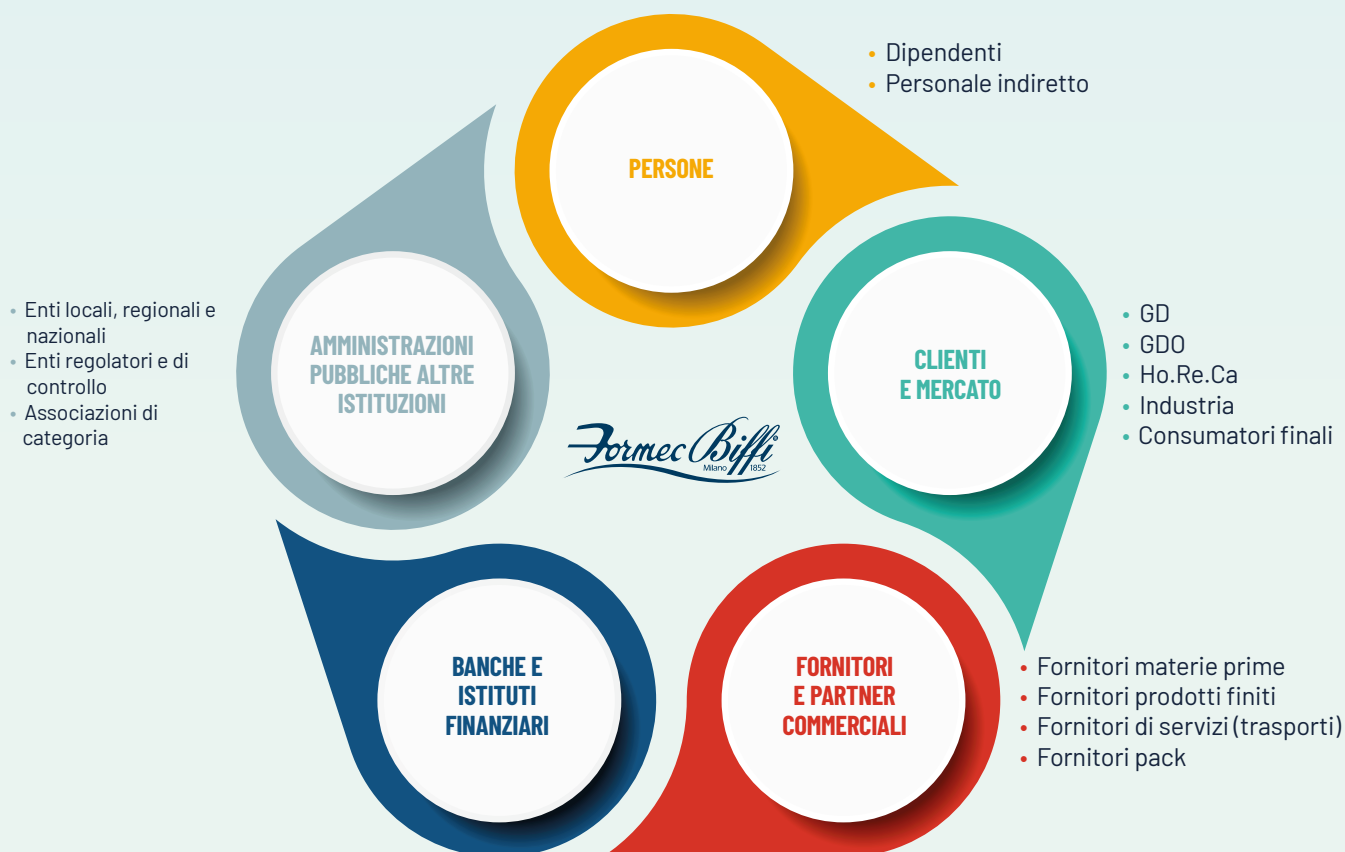 • Dipendenti
• Personale indiretto
PERSONE
AMMINISTRAZIONI
PUBBLICHE ALTRE
ISTITUZIONI
• Enti locali, regionali e
nazionali
• Enti regolatori e di
controllo
• Associazioni di
categoria
CLIENTI
E MERCATO
• GD
• GDO
• Ho.Re.Ca
• Industria
• Consumatori finali
Formec Biffi
Milano 1852
BANCHE E
ISTITUTI
FINANZIARI
FORNITORI
E PARTNER
COMMERCIALI
• Fornitori materie prime
• Fornitori prodotti finiti
• Fornitori di servizi (trasporti)
• Fornitori pack